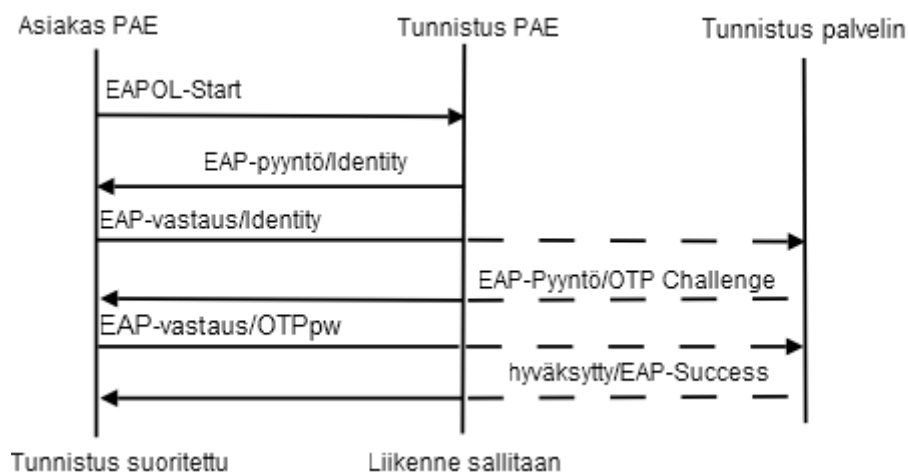 Asiakas PAE
Tunnistus PAE
Tunnistus palvelin
EAPOL-Start
EAP-pyyntö/Identity
EAP-vastaus/Identity
EAP-Pyyntö/OTP Challenge
EAP-vastaus/OTPpw
hyväksytty/EAP-Success
Tunnistus suoritettu
Liikenne sallitaan